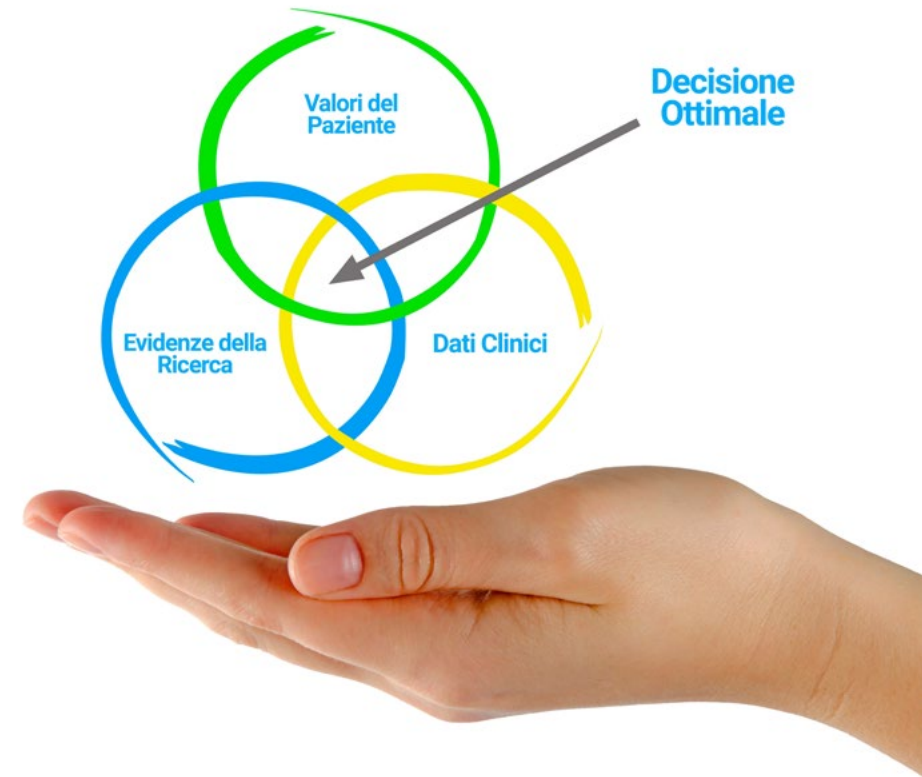 Valori del
Paziente
Decisione
Ottimale
Evidenze della
Ricerca
Dati Clinici